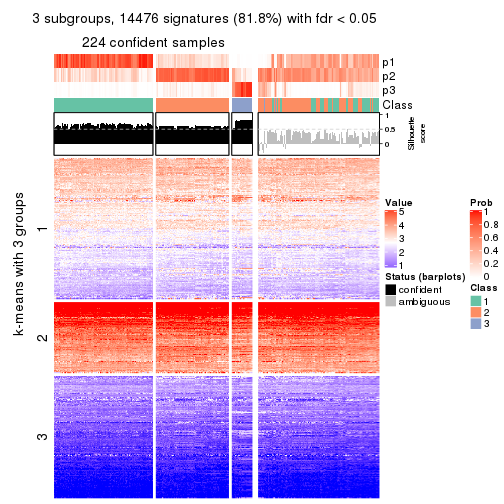 3 subgroups, 14476 signatures (81.8%) with fdr < 0.05
224 confident samples
p1
p2
p3
Class
1
0.5
0
Silhouette
score
k-means with 3 groups
1
2
3
Value
5
4
3
2
1
Status (barplots)
confident
ambiguous
Prob
1
0.8
0.6
0.4
0.2
0
Class
1
2
3